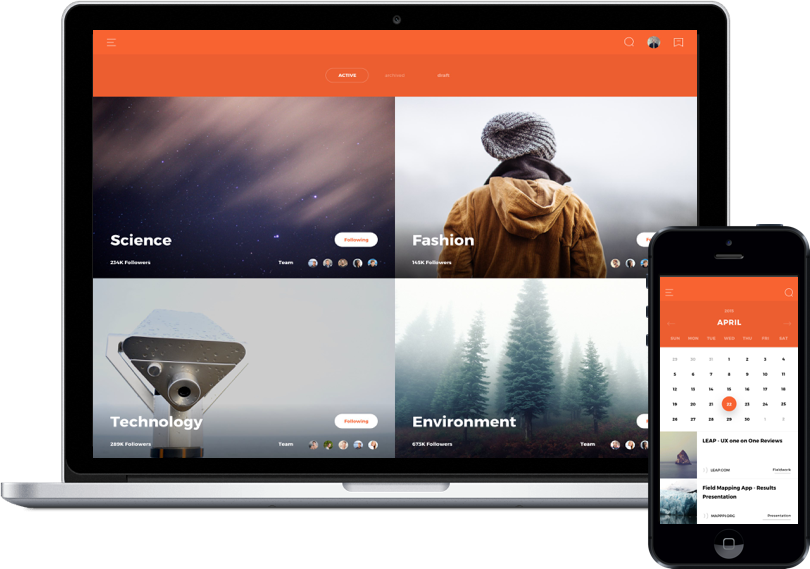 ACTIVE
archived
draft
Science
Following
224K Followers
Team
Fashion
145K Followers
Technology
Following
289K Followers
Team
Environment
673K Followers
Team
APRIL
SUN MON TUE WED THU FRI SAT
29 30 31 1 2 3 4
5 6 7 8 9 10 11
12 13 14 15 16 17 18
19 20 21 22 23 24 25
26 27 28 29 30 1 2
LEAP - UX one on One Reviews
LEAP.COM
Fieldwork
Field Mapping App - Results
Presentation
MAPPPY.ORG
Presentation